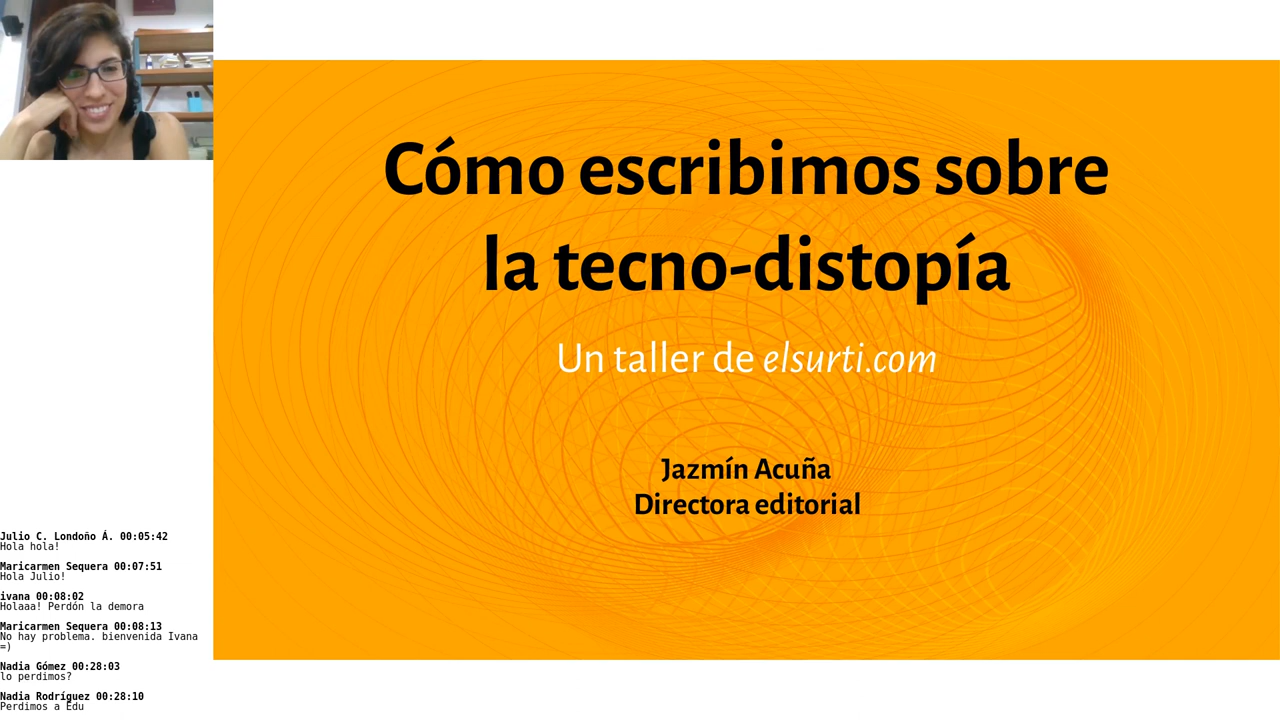 Cómo escribimos sobre
la tecno-distopía
Un taller de elsurti.com
Jazmín Acuña
Directora editorial
Julio C. Londoño Á. 00:05:42
Hola hola!
Maricarmen Sequera 00:07:51
Hola Julio!
ivana 00:08:02
Holaaa! Perdón la demora
Maricarmen Sequera 00:08:13
No hay problema. bienvenida Ivana
=)
Nadia Gómez 00:28:03
lo perdimos?
Nadia Rodríguez 00:28:10
Perdimos a Edu